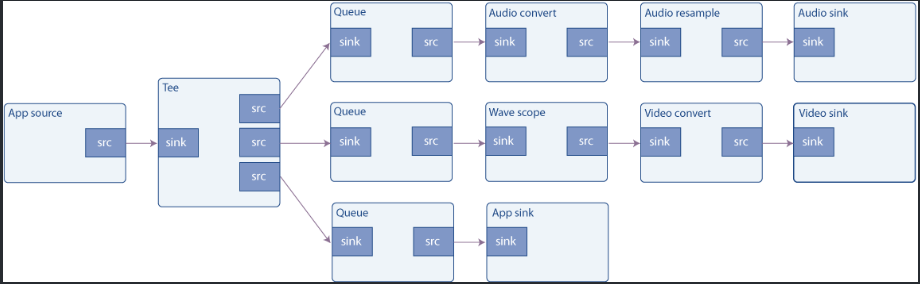 App source
src
Tee
sink
src
src
src
Queue
sink
src
Audio convert
sink
src
Audio resample
sink
src
Audio sink
sink
Queue
sink
src
Wave scope
sink
src
Video convert
sink
src
Video sink
sink
Queue
sink
src
App sink
sink